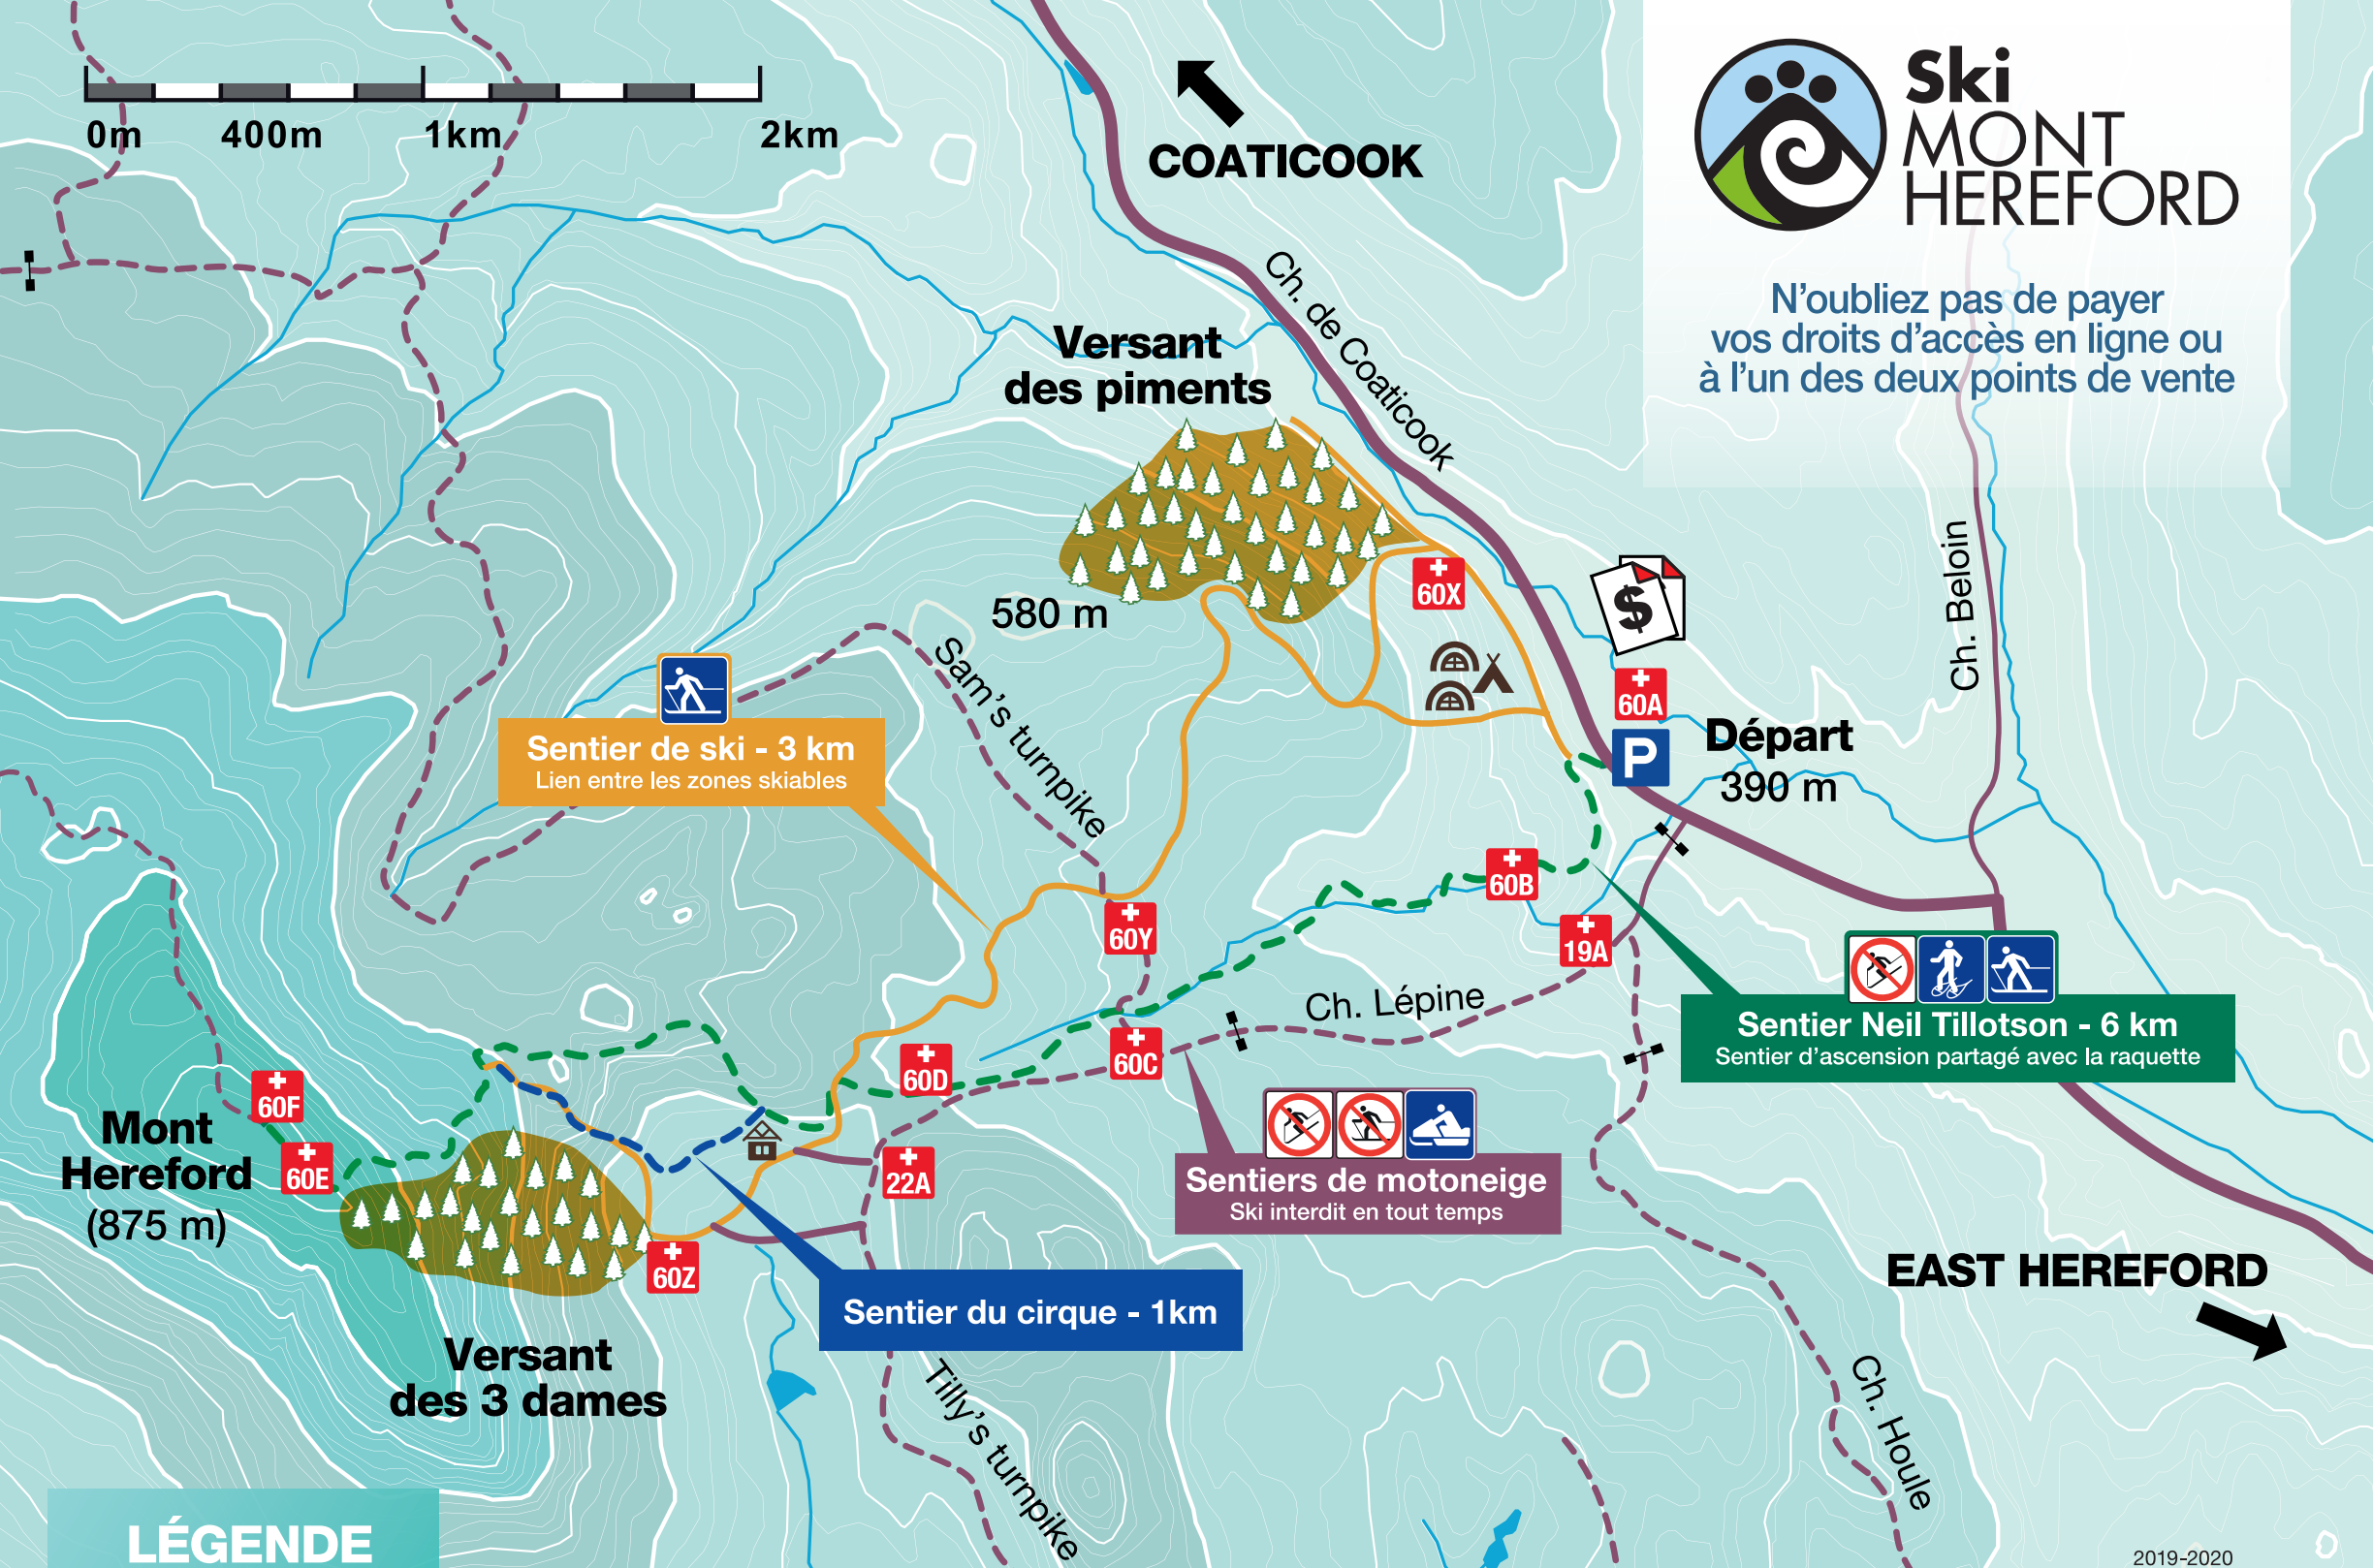 0m 400m 1km 2km
COATICOOK
Ski
MONT
HEREFORD
N'oubliez pas de payer
vos droits d'accès en ligne ou
à l'un des deux points de vente
Ch. de Coaticook
Versant
des piments
580 m
60X
$
60A
P
Départ
390 m
Ch. Beloin
Sam's turnpike
Sentier de ski - 3 km
Lien entre les zones skiables
60B
60Y
19A
Ch. Lépine
Sentier Neil Tillotson - 6 km
Sentier d'ascension partagé avec la raquette
60C
60D
60F
60E
Mont
Hereford
(875 m)
22A
Sentiers de motoneige
Ski interdit en tout temps
60Z
Sentier du cirque - 1km
EAST HEREFORD
Versant
des 3 dames
Tilly's turnpike
Ch. Houle
LÉGENDE
2019-2020